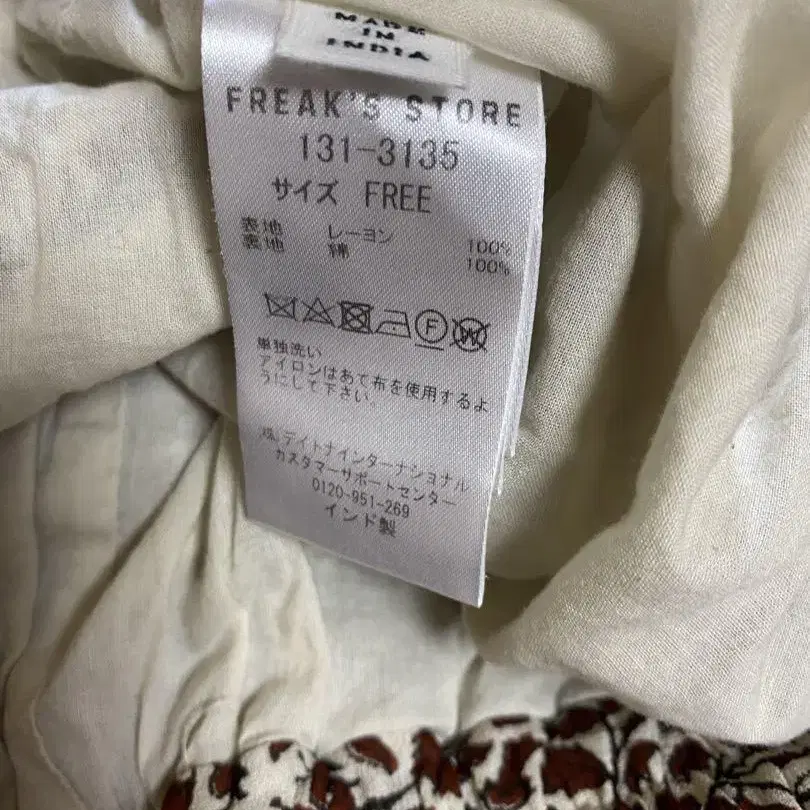 MADE
IN
INDIA
FREAK'S STORE
131-3135
サイズ FREE
表地 レーヨン 100%
表地 綿 100%
F W
単独洗い
アイロンはあて布を使用するよ
うにして下さい。
㈱デイトナインターナショナル
カスタマーサポートセンター
0120-951-269
インド製